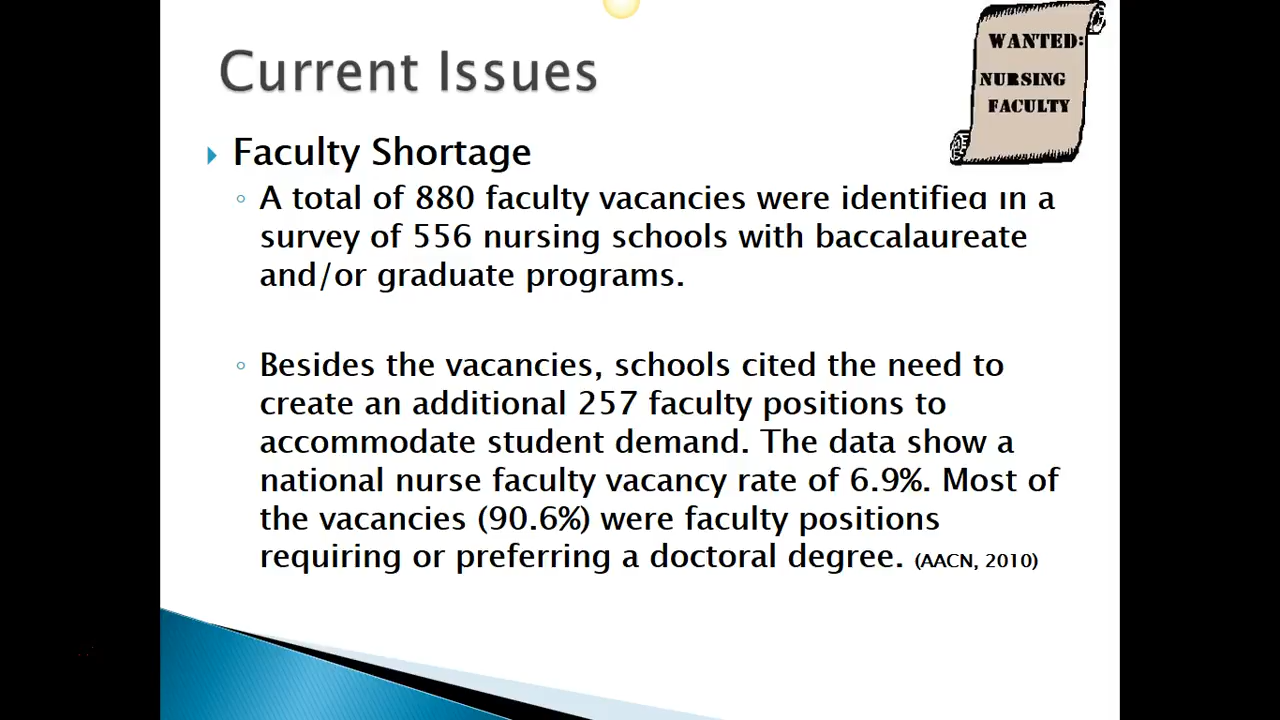 Current Issues
WANTED:
NURSING
FACULTY
Faculty Shortage
A total of 880 faculty vacancies were identified in a
survey of 556 nursing schools with baccalaureate
and/or graduate programs.
Besides the vacancies, schools cited the need to
create an additional 257 faculty positions to
accommodate student demand. The data show a
national nurse faculty vacancy rate of 6.9%. Most of
the vacancies (90.6%) were faculty positions
requiring or preferring a doctoral degree. (AACN, 2010)